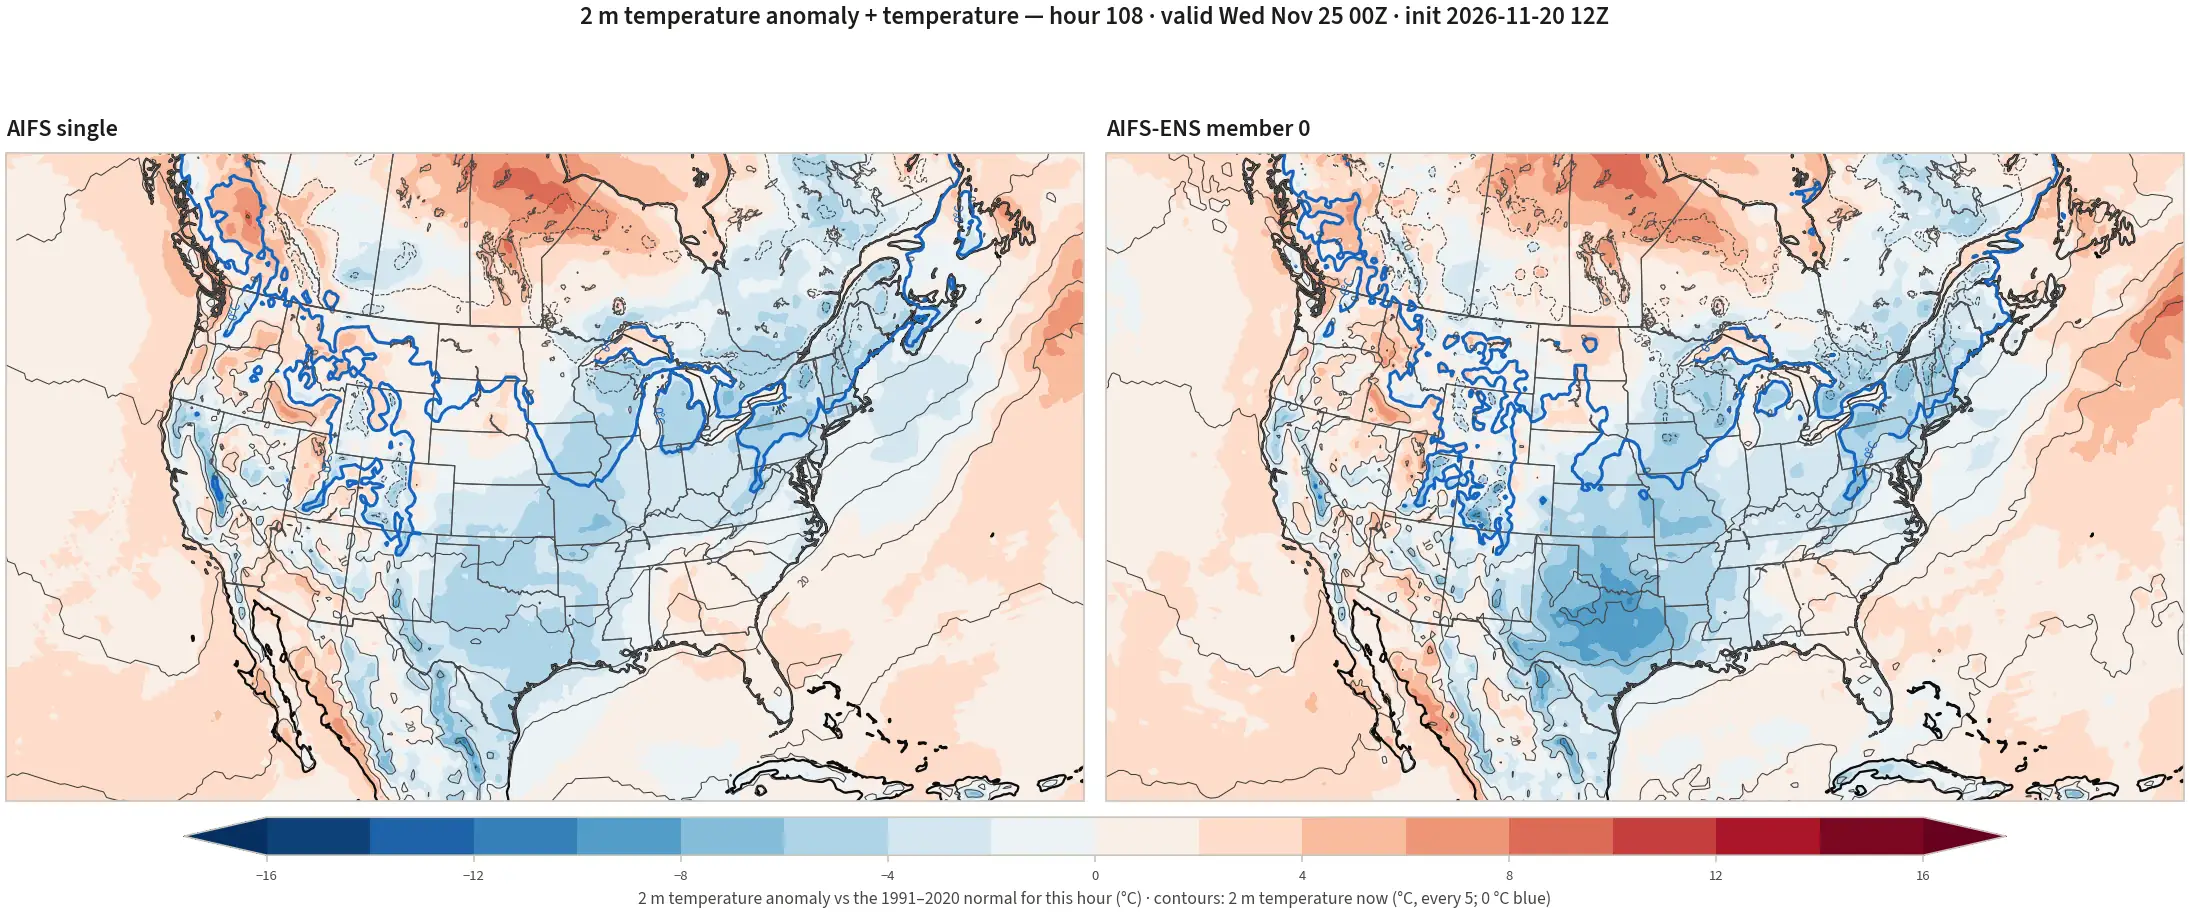 2 m temperature anomaly + temperature — hour 108 · valid Wed Nov 25 00Z · init 2026-11-20 12Z
AIFS single
AIFS-ENS member 0
−16 −12 −8 −4 0 4 8 12 16
2 m temperature anomaly vs the 1991–2020 normal for this hour (°C) · contours: 2 m temperature now (°C, every 5; 0 °C blue)